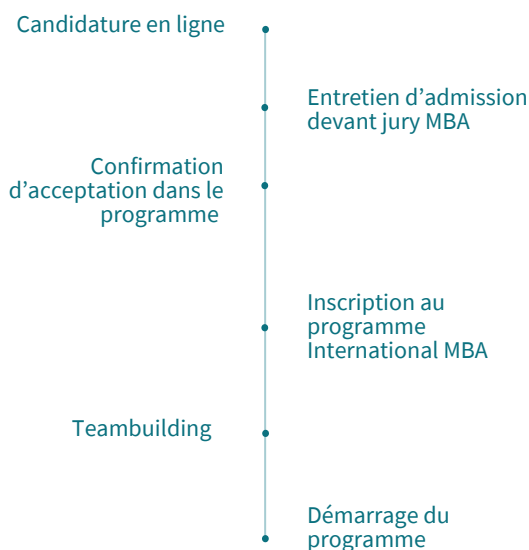 Candidature en ligne
Entretien d’admission
devant jury MBA
Confirmation
d’acceptation dans le
programme
Inscription au
programme
International MBA
Teambuilding
Démarrage du
programme